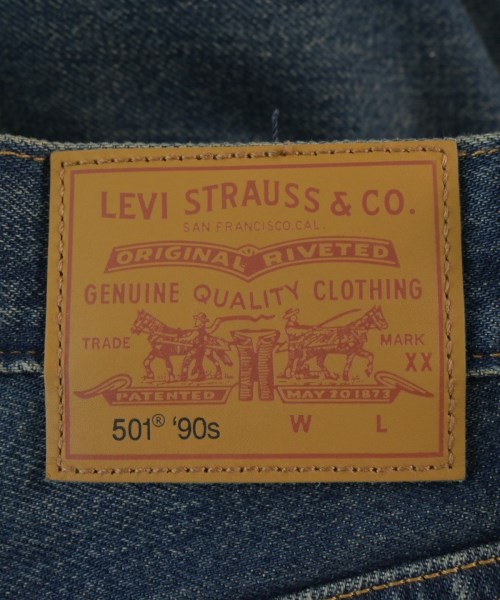 LEVI STRAUSS & CO.
SAN FRANCISCO, CAL.
ORIGINAL RIVETED
GENUINE QUALITY CLOTHING
TRADE MARK
XX
PATENTED MAY 20 1873
501® '90s W L